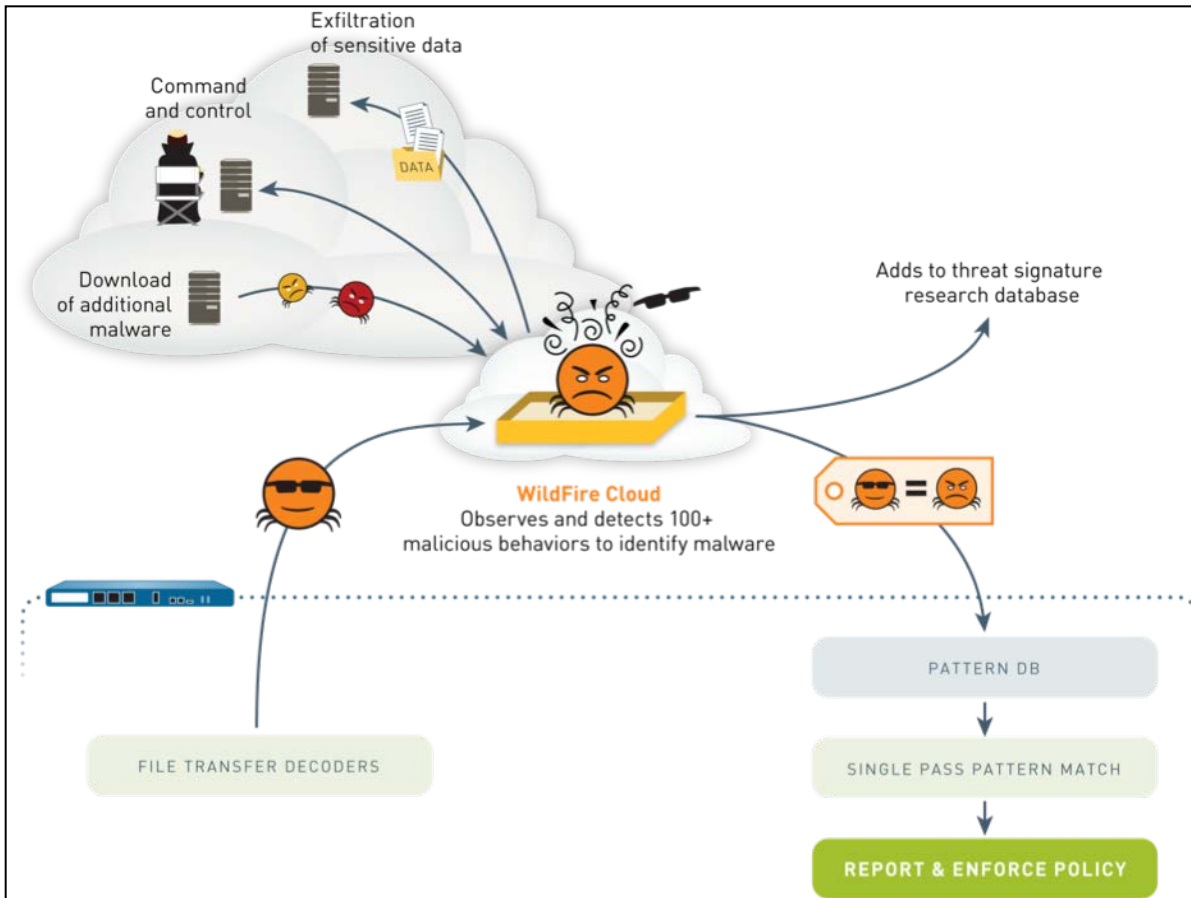 Exfiltration
of sensitive data
Command
and control
DATA
Download
of additional
malware
Adds to threat signature
research database
WildFire Cloud
Observes and detects 100+
malicious behaviors to identify malware
=
PATTERN DB
FILE TRANSFER DECODERS
SINGLE PASS PATTERN MATCH
REPORT & ENFORCE POLICY